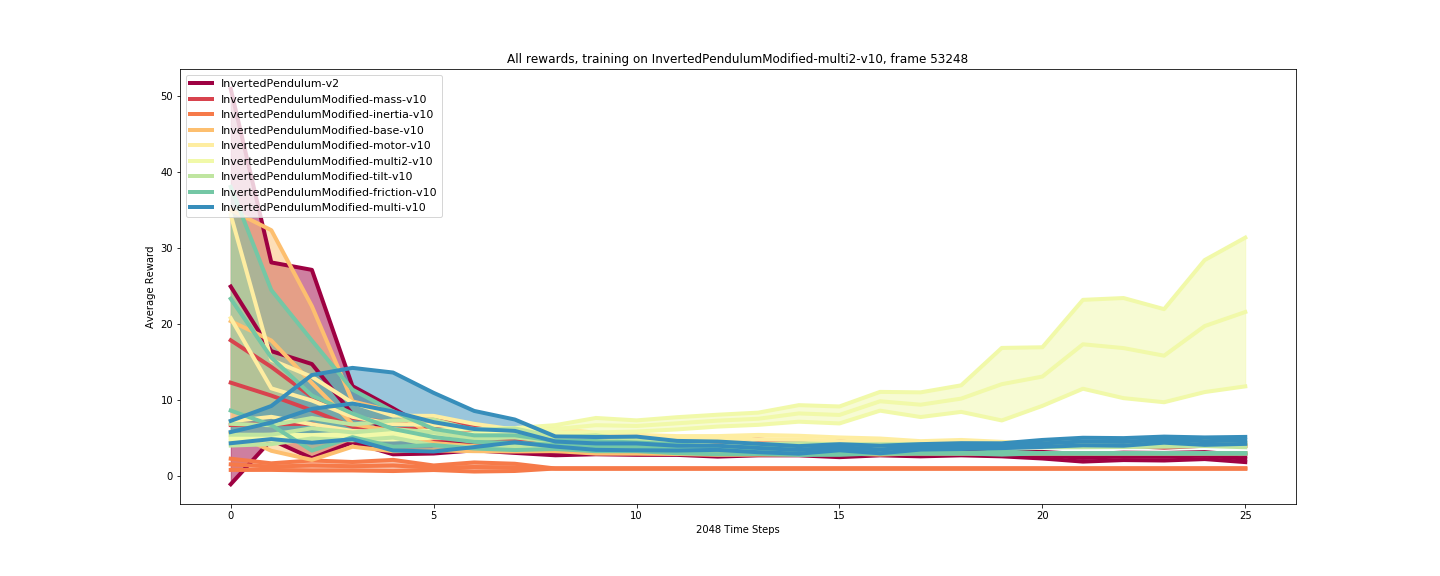 All rewards, training on InvertedPendulumModified-multi2-v10, frame 53248
InvertedPendulum-v2
InvertedPendulumModified-mass-v10
InvertedPendulumModified-inertia-v10
InvertedPendulumModified-base-v10
InvertedPendulumModified-motor-v10
InvertedPendulumModified-multi2-v10
InvertedPendulumModified-tilt-v10
InvertedPendulumModified-friction-v10
InvertedPendulumModified-multi-v10
Average Reward
50
40
30
20
10
0
0 5 10 15 20 25
2048 Time Steps